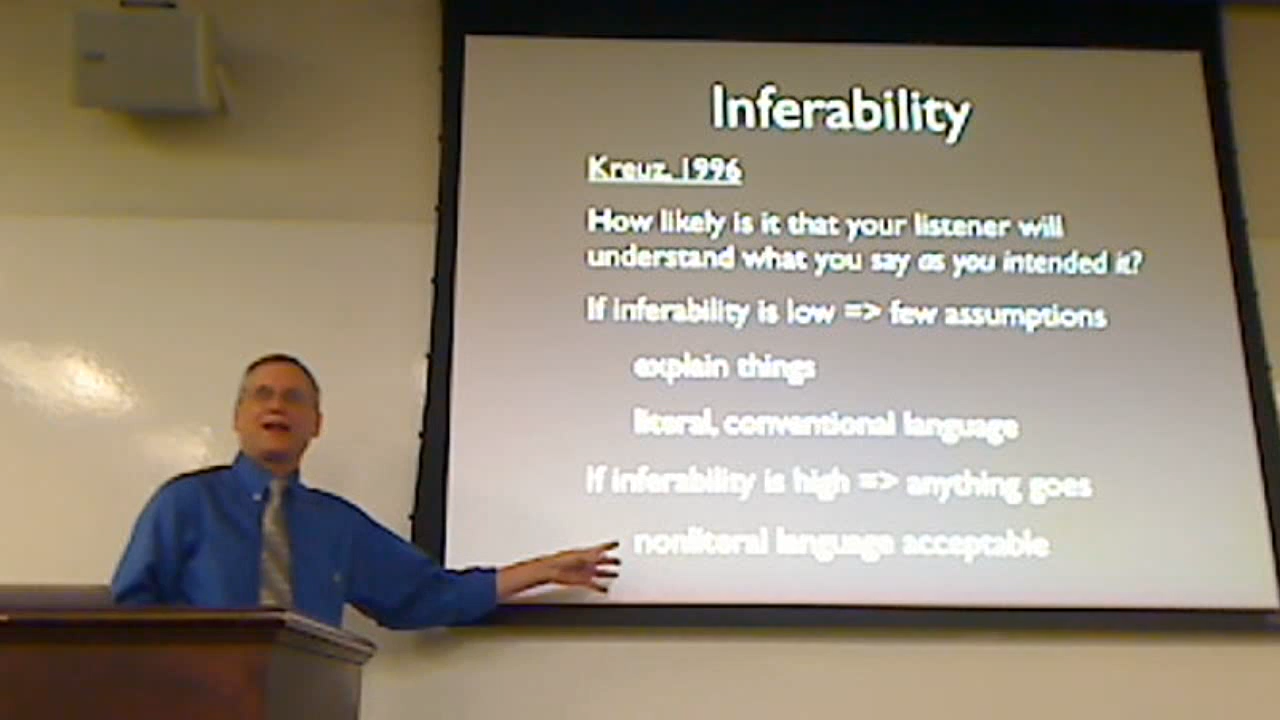 Inferability
Kreuz, 1996
How likely is it that your listener will
understand what you say as you intended it?
If inferability is low => few assumptions
explain things
literal, conventional language
If inferability is high => anything goes
nonliteral language acceptable